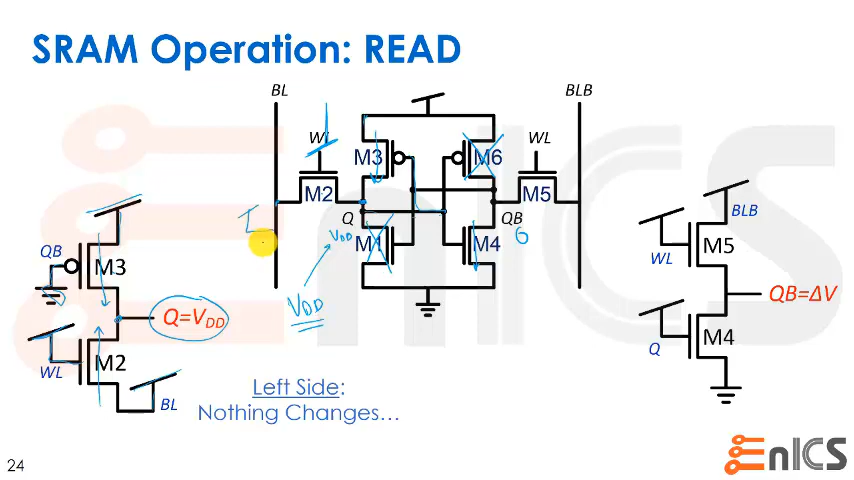 SRAM Operation: READ
BL
BLB
WL
WL
M3
M6
M2
M5
Q
QB
VDD
M1
M4
VDD
QB
M3
Q=VDD
M2
WL
BL
BLB
M5
WL
QB=ΔV
M4
Q
Left Side:
Nothing Changes...
24
EnICS